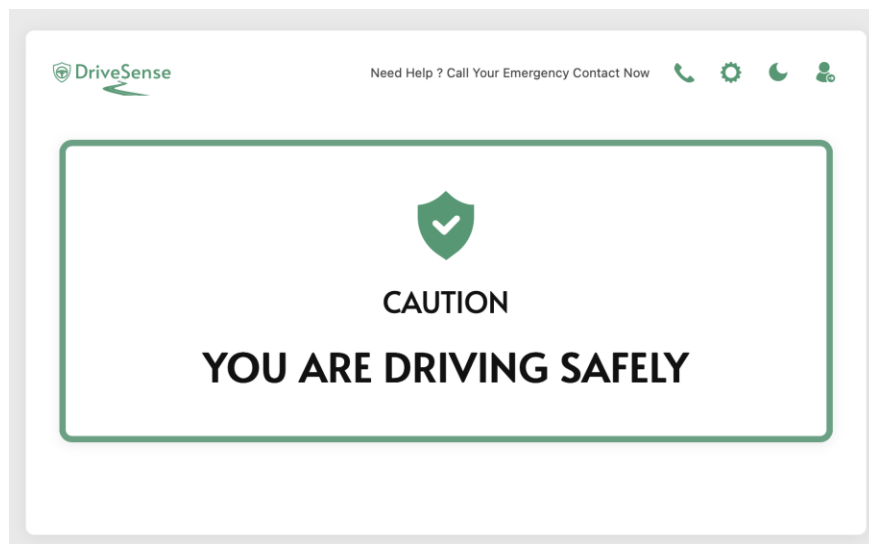 DriveSense
Need Help ? Call Your Emergency Contact Now
CAUTION
YOU ARE DRIVING SAFELY